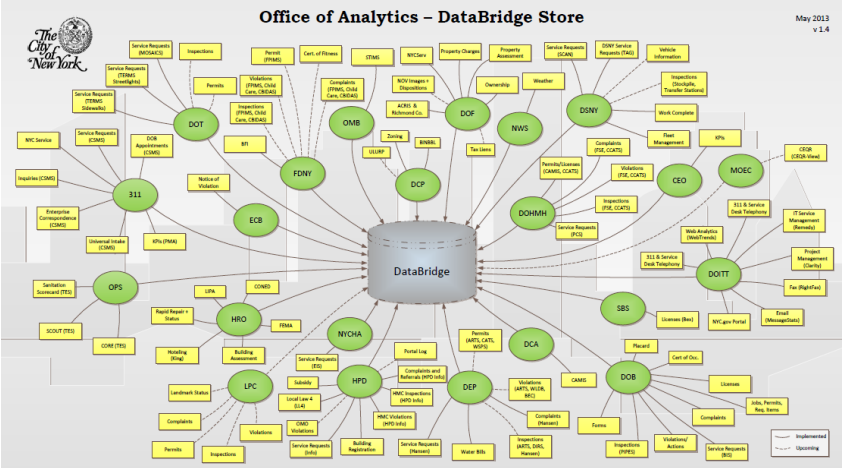 Office of Analytics – DataBridge Store
May 2013
v 1.4
The
City
of
New York
Service Requests
(MOSAICS)
Inspections
Service Requests
(TERMS
Streetlights)
Service Requests
(TERMS
Sidewalks)
Permits
DOT
Permit
(FPIMS)
Cert. of Fitness
Violations
(FPIMS, Child
Care, CBIDAS)
Inspections
(FPIMS, Child
Care, CBIDAS)
BFI
FDNY
STIMS
Complaints
(FPIMS, Child
Care, CBIDAS)
OMB
NYCServ
Property Charges
Property
Assessment
NOV Images +
Dispositions
ACRIS &
Richmond Co.
Ownership
Tax Liens
DOF
Zoning
BINBBL
ULURP
DCP
Weather
NWS
Service Requests
(SCAN)
DSNY Service
Requests (TAG)
Vehicle
Information
Inspections
(Stockpile,
Transfer Stations)
Work Complete
Fleet
Management
DSNY
KPIs
CEO
CEQR
(CEQR-View)
MOEC
Complaints
(FSE, CCATS)
Permits/Licenses
(CAMIS, CCATS)
Violations
(FSE, CCATS)
Inspections
(FSE, CCATS)
Service Requests
(PCS)
DOHMH
NYC Service
Service Requests
(CSMS)
DOB
Appointments
(CSMS)
Inquiries (CSMS)
Enterprise
Correspondence
(CSMS)
Universal Intake
(CSMS)
KPIs (PMA)
311
Notice of
Violation
ECB
DataBridge
311 & Service
Desk Telephony
IT Service
Management
(Remedy)
Web Analytics
(WebTrends)
311 & Service
Desk Telephony
Project
Management
(Clarity)
Fax (RightFax)
Email
(MessageStats)
NYC.gov Portal
DOITT
Sanitation
Scorecard (TES)
SCOUT (TES)
CORE (TES)
OPS
LIPA
CONED
Rapid Repair +
Status
FEMA
Building
Assessment
HRO
Service Requests
(EIS)
NYCHA
Licenses (Bes)
SBS
CAMIS
DCA
Landmark Status
Complaints
Permits
Inspections
Violations
LPC
Portal Log
Complaints and
Referrals (HPD Info)
HMC Inspections
(HPD Info)
HMC Violations
(HPD Info)
Building
Registration
Service Requests
(Info)
OMO
Violations
Local Law 4
(LL4)
Subsidy
HPD
Permits
(ARTS, CATS,
WSPS)
Violations
(ARTS, WLDB,
BEC)
Complaints
(Hansen)
Inspections
(ARTS, DIRS,
Hansen)
Water Bills
Service Requests
(Hansen)
DEP
Placard
Cert of Occ.
Licenses
Jobs, Permits,
Req. Items
Complaints
Service Requests
(BIS)
Violations/
Actions
Inspections
(PIPES)
Forms
DOB
Implemented
Upcoming